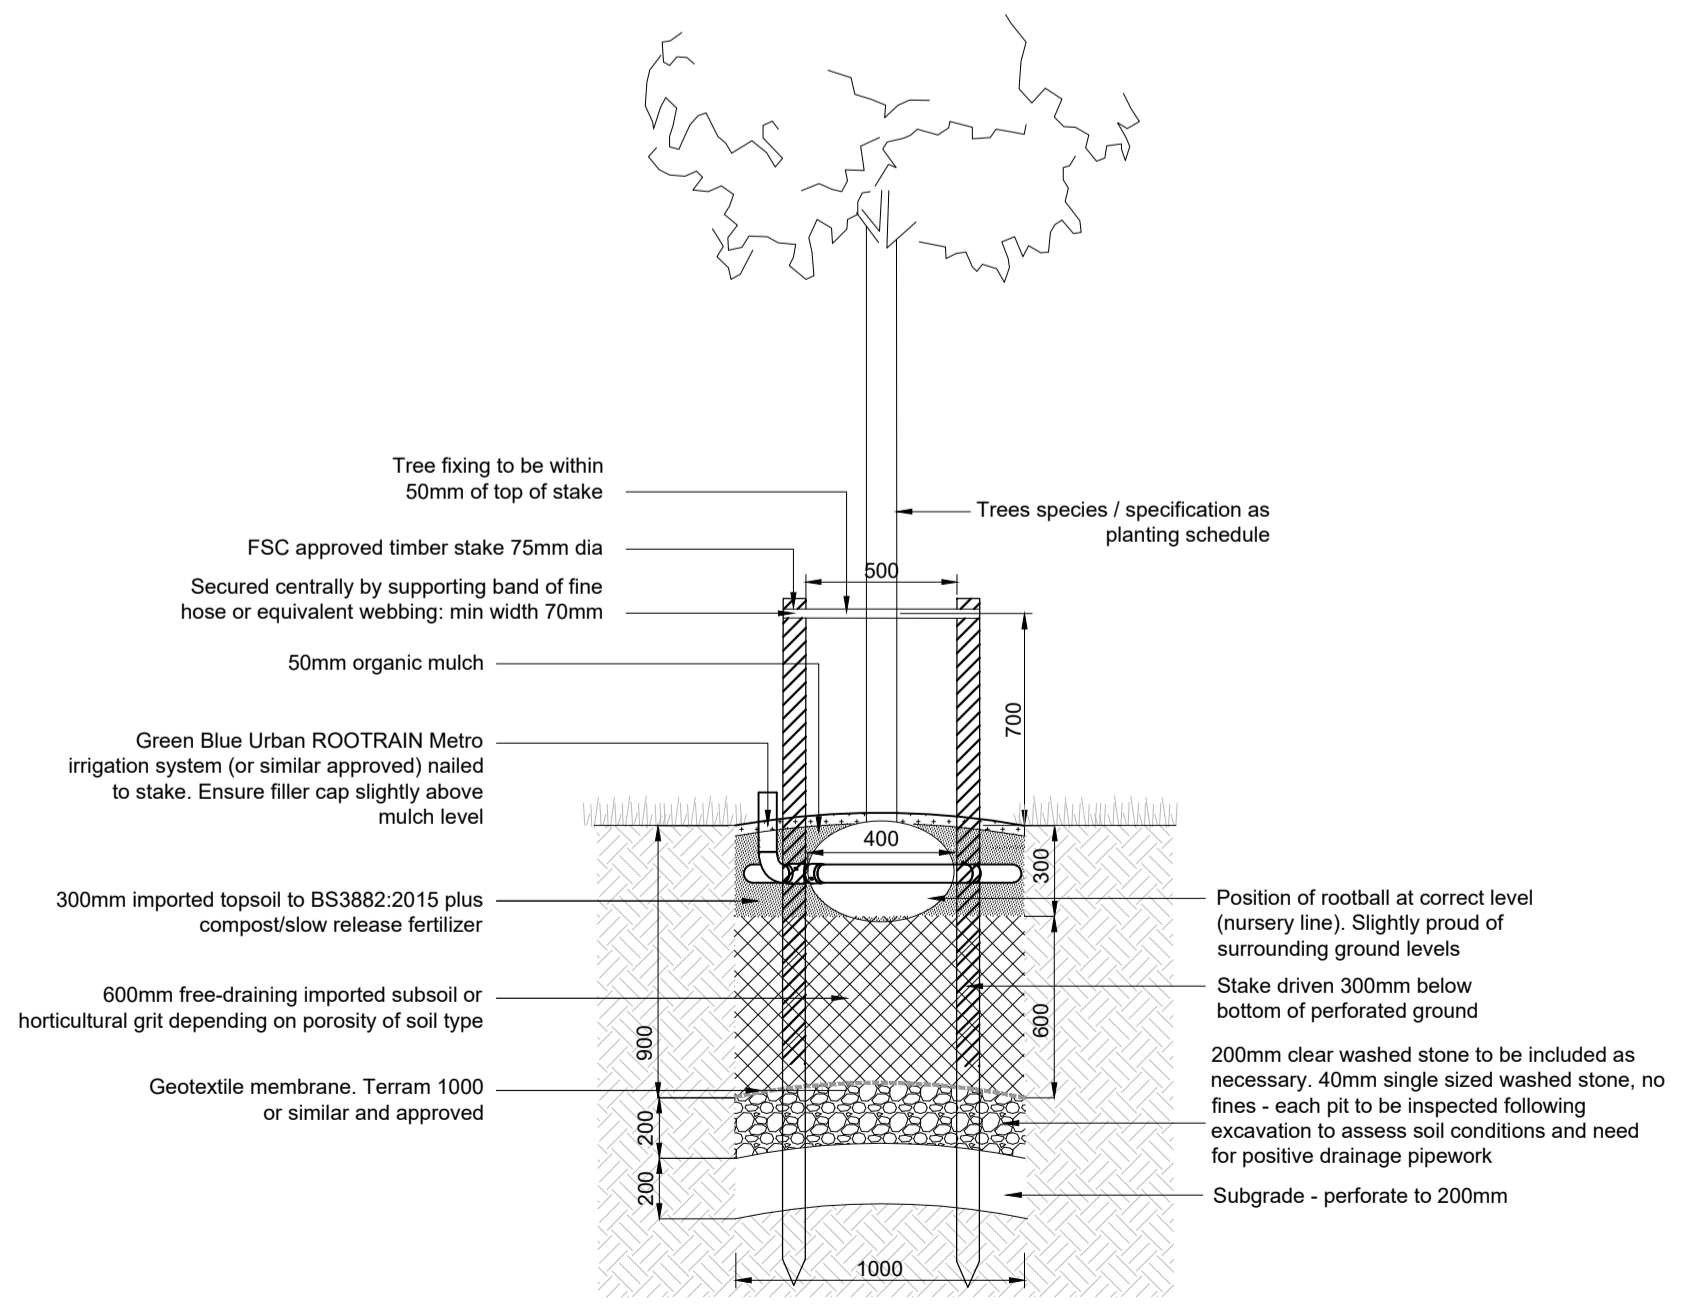 Tree fixing to be within
50mm of top of stake
Trees species / specification as
planting schedule
FSC approved timber stake 75mm dia
500
Secured centrally by supporting band of fine
hose or equivalent webbing: min width 70mm
50mm organic mulch
700
Green Blue Urban ROOTRAIN Metro
irrigation system (or similar approved) nailed
to stake. Ensure filler cap slightly above
mulch level
400
300
300mm imported topsoil to BS3882:2015 plus
compost/slow release fertilizer
Position of rootball at correct level
(nursery line). Slightly proud of
surrounding ground levels
600mm free-draining imported subsoil or
horticultural grit depending on porosity of soil type
Stake driven 300mm below
bottom of perforated ground
900
600
Geotextile membrane. Terram 1000
or similar and approved
200mm clear washed stone to be included as
necessary. 40mm single sized washed stone, no
fines - each pit to be inspected following
excavation to assess soil conditions and need
for positive drainage pipework
200
200
Subgrade - perforate to 200mm
1000